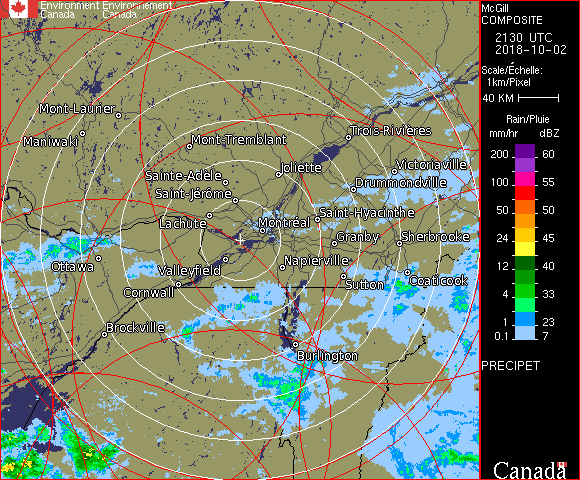 Environment Environnement
Canada Canada
McGill
COMPOSITE
2130 UTC
2018-10-02
Scale/Échelle:
1km/Pixel
40 KM
Rain/Pluie
mm/hr dBZ
200 60
100 55
50 50
24 45
12 40
4 33
1 23
0.1 7
PRECIPET
Canada
Mont-Laurier
Maniwaki
Mont-Tremblant
Trois-Rivières
Joliette
Victoriaville
Sainte-Adèle
Drummondville
Saint-Jérôme
Lachute
Saint-Hyacinthe
Montréal
Granby
Sherbrooke
Ottawa
Valleyfield
Napierville
Cornwall
Sutton
Coaticook
Brockville
Burlington